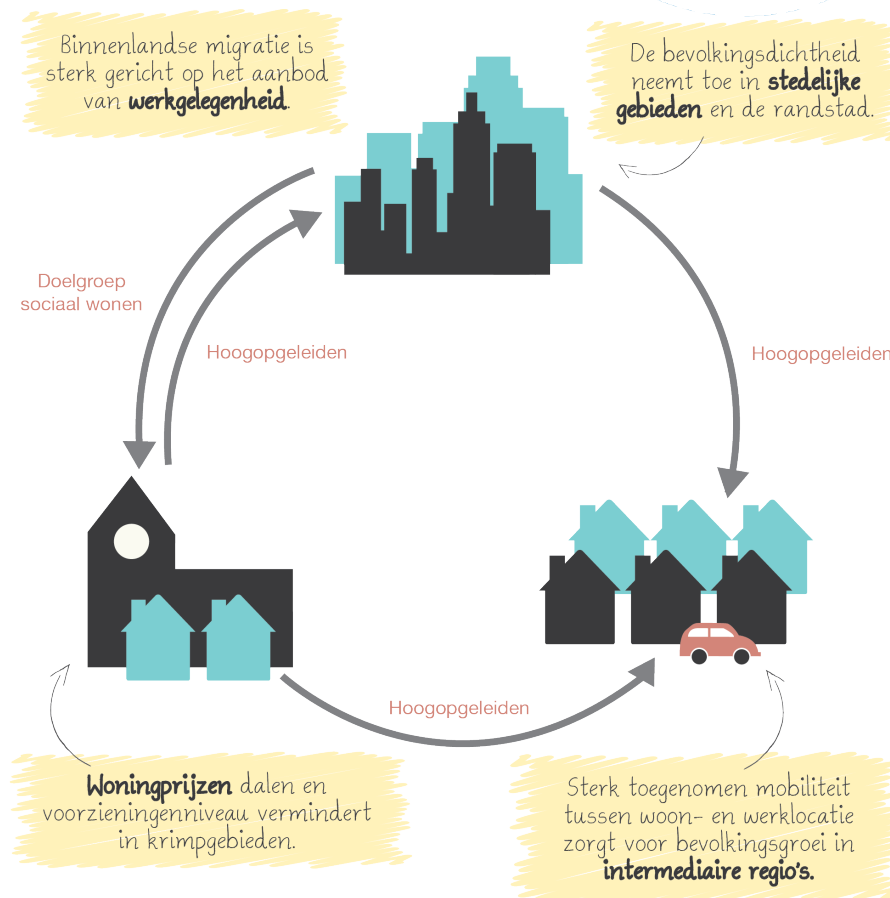 Binnenlandse migratie is
sterk gericht op het aanbod
van werkgelegenheid.
De bevolkingsdichtheid
neemt toe in stedelijke
gebieden en de randstad.
Doelgroep
sociaal wonen
Hoogopgeleiden
Hoogopgeleiden
Hoogopgeleiden
Woningprijzen dalen en
voorzieningenniveau vermindert
in krimpgebieden.
Sterk toegenomen mobiliteit
tussen woon- en werklocatie
zorgt voor bevolkingsgroei in
intermediaire regio's.